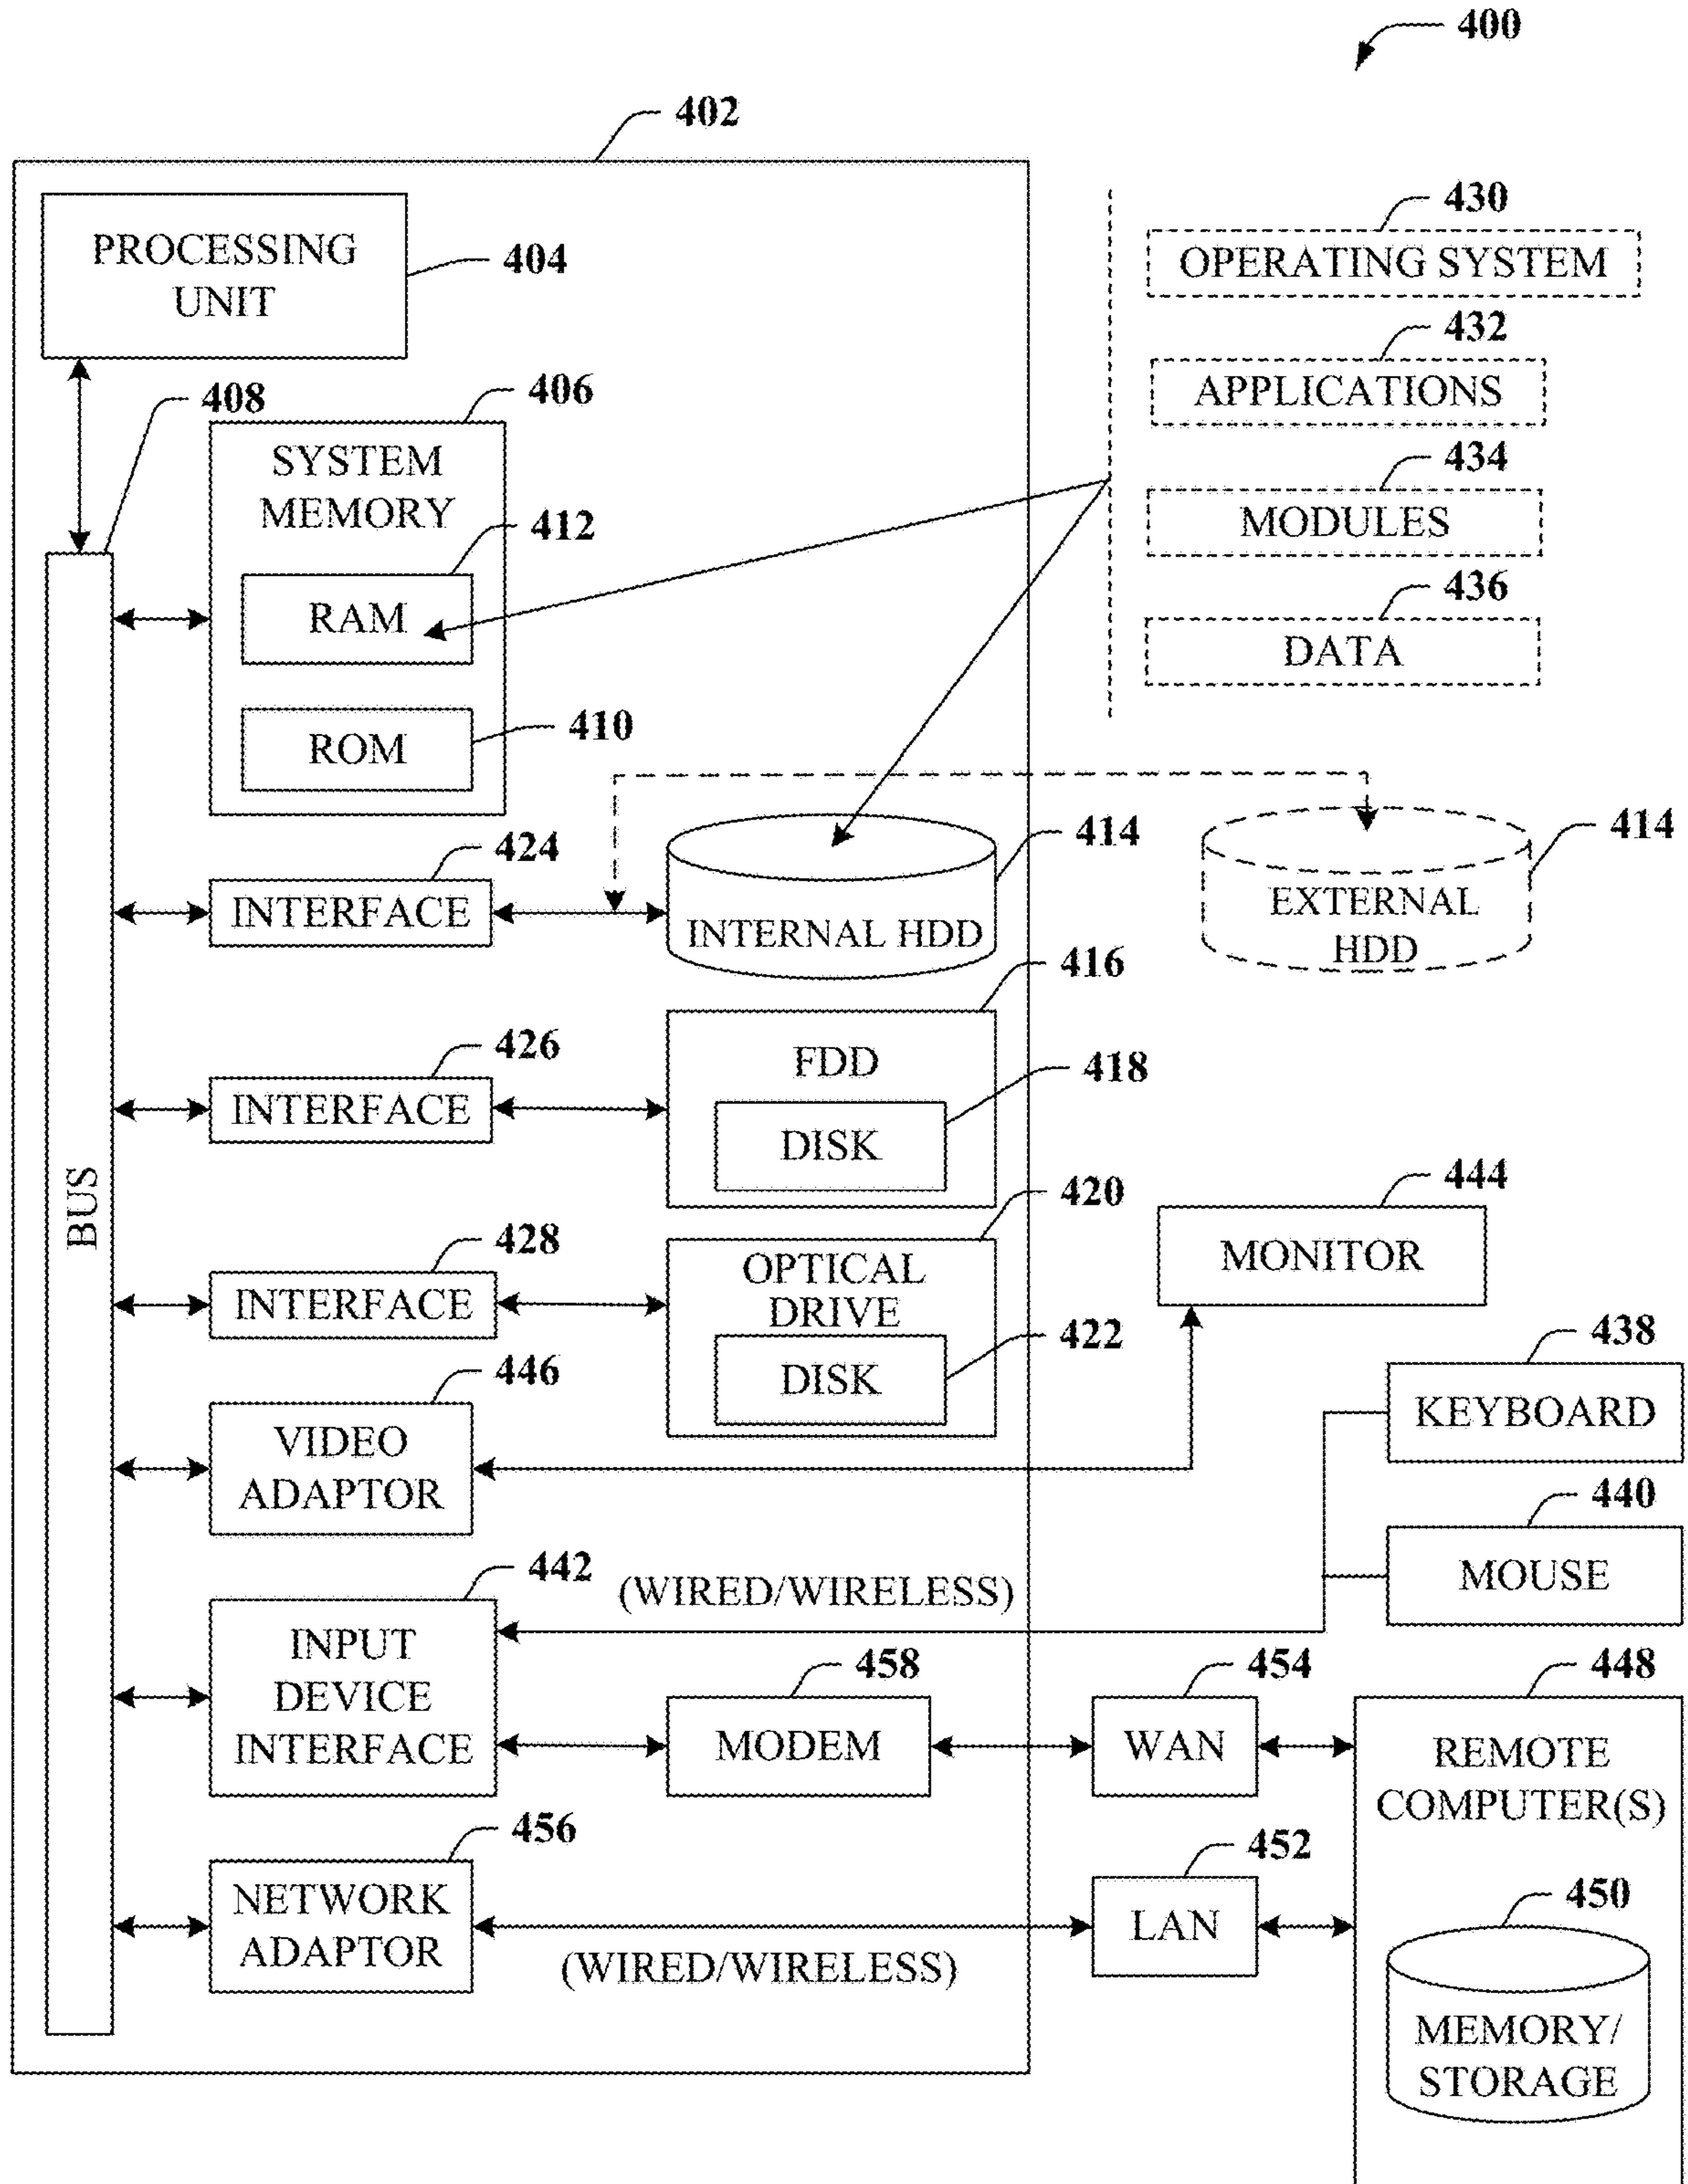 400
402
430
PROCESSING
UNIT
404
OPERATING SYSTEM
432
APPLICATIONS
408
406
SYSTEM
MEMORY
434
MODULES
412
RAM
436
DATA
410
ROM
424
INTERFACE
414
INTERNAL HDD
414
EXTERNAL
HDD
416
FDD
426
INTERFACE
418
DISK
BUS
420
OPTICAL
DRIVE
428
INTERFACE
422
DISK
444
MONITOR
438
KEYBOARD
446
VIDEO
ADAPTOR
440
MOUSE
442
(WIRED/WIRELESS)
INPUT
DEVICE
INTERFACE
458
MODEM
454
WAN
448
REMOTE
COMPUTER(S)
456
NETWORK
ADAPTOR
(WIRED/WIRELESS)
452
LAN
450
MEMORY/
STORAGE